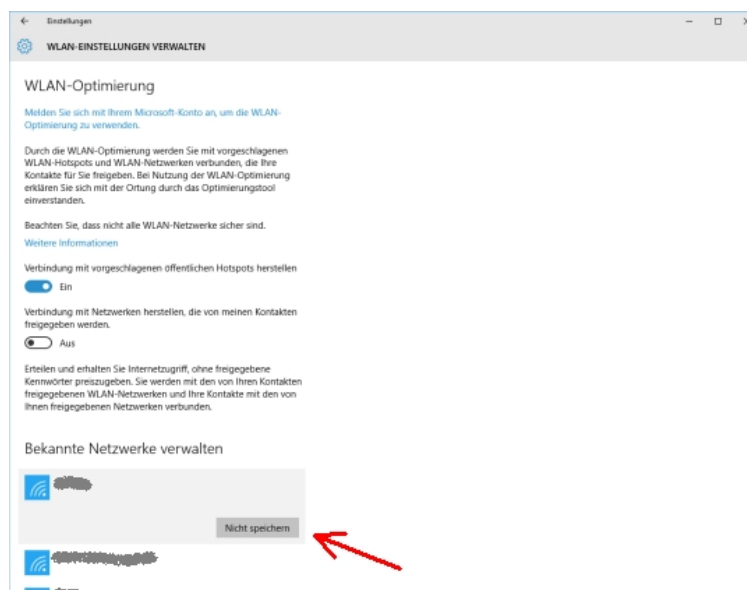 Einstellungen
WLAN-EINSTELLUNGEN VERWALTEN
WLAN-Optimierung
Melden Sie sich mit Ihrem Microsoft-Konto an, um die WLAN-
Optimierung zu verwenden.
Durch die WLAN-Optimierung werden Sie mit vorgeschlagenen
WLAN-Hotspots und WLAN-Netzwerken verbunden, die Ihre
Kontakte für Sie freigeben. Bei Nutzung der WLAN-Optimierung
erklären Sie sich mit der Ortung durch das Optimierungstool
einverstanden.
Beachten Sie, dass nicht alle WLAN-Netzwerke sicher sind.
Weitere Informationen
Verbindung mit vorgeschlagenen öffentlichen Hotspots herstellen
Ein
Verbindung mit Netzwerken herstellen, die von meinen Kontakten
freigegeben werden.
Aus
Erteilen und erhalten Sie Internetzugriff, ohne freigegebene
Kennwörter preiszugeben. Sie werden mit den von Ihren Kontakten
freigegebenen WLAN-Netzwerken und Ihre Kontakte mit den von
Ihnen freigegebenen Netzwerken verbunden.
Bekannte Netzwerke verwalten
Nicht speichern